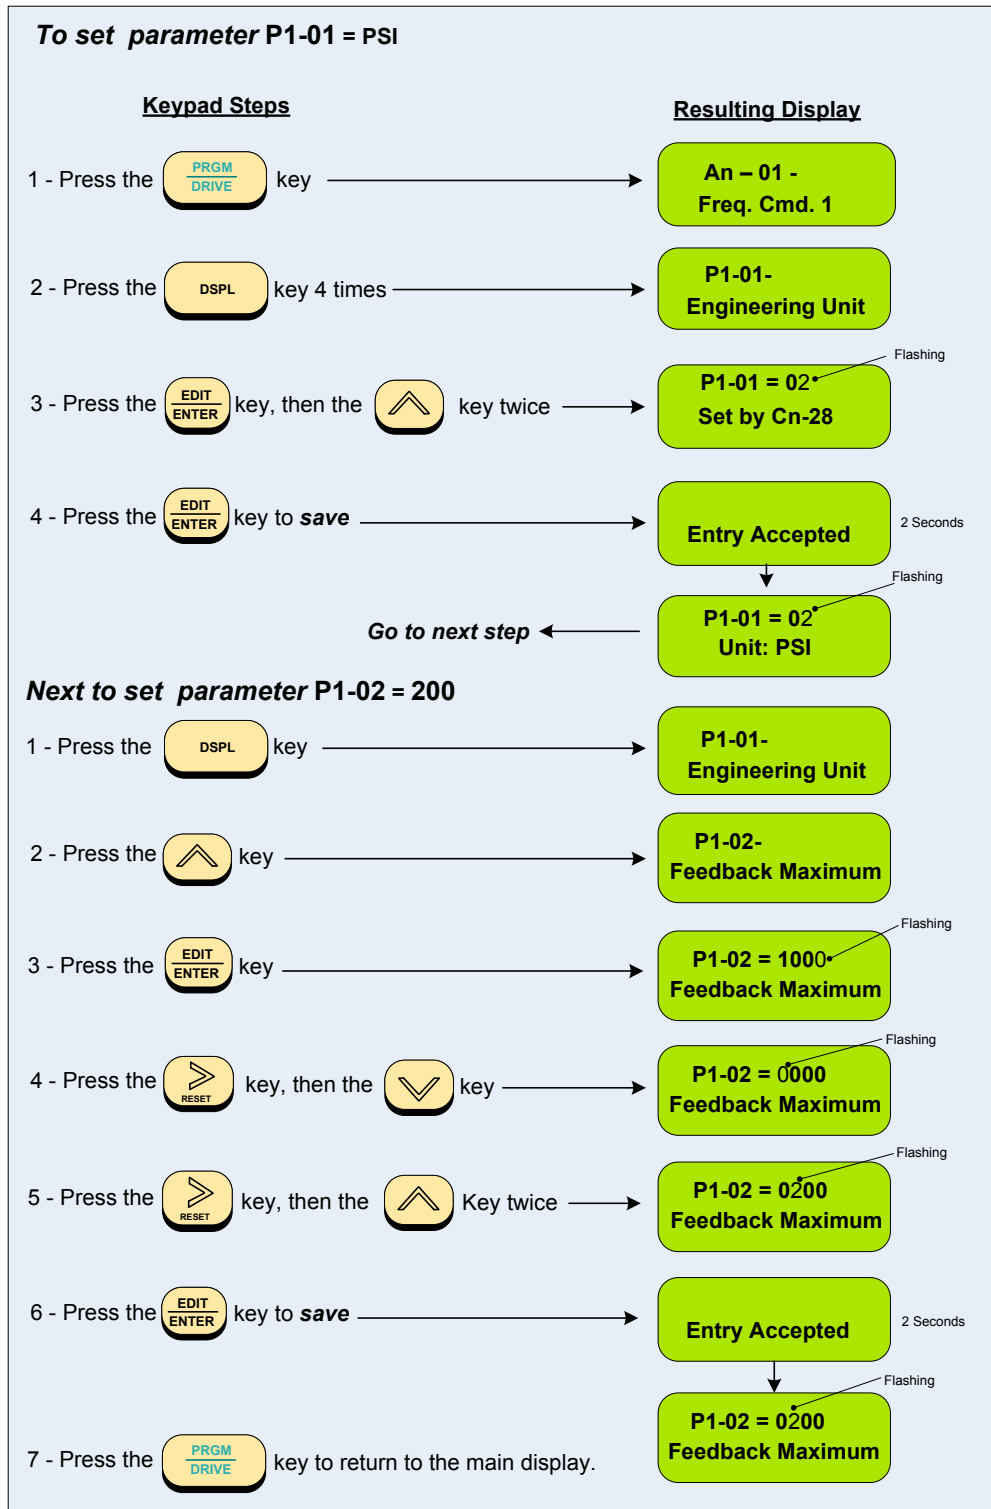 To set parameter P1-01 = PSI
Keypad Steps
Resulting Display
1 - Press the PRGM DRIVE key
An – 01 -
Freq. Cmd. 1
2 - Press the DSPL key 4 times
P1-01-
Engineering Unit
Flashing
3 - Press the EDIT ENTER key, then the key twice
P1-01 = 02
Set by Cn-28
4 - Press the EDIT ENTER key to save
Entry Accepted
2 Seconds
Flashing
Go to next step
P1-01 = 02
Unit: PSI
Next to set parameter P1-02 = 200
1 - Press the DSPL key
P1-01-
Engineering Unit
2 - Press the key
P1-02-
Feedback Maximum
Flashing
3 - Press the EDIT ENTER key
P1-02 = 1000
Feedback Maximum
Flashing
4 - Press the RESET key, then the key
P1-02 = 0000
Feedback Maximum
Flashing
5 - Press the RESET key, then the Key twice
P1-02 = 0200
Feedback Maximum
6 - Press the EDIT ENTER key to save
Entry Accepted
2 Seconds
Flashing
P1-02 = 0200
Feedback Maximum
7 - Press the PRGM DRIVE key to return to the main display.